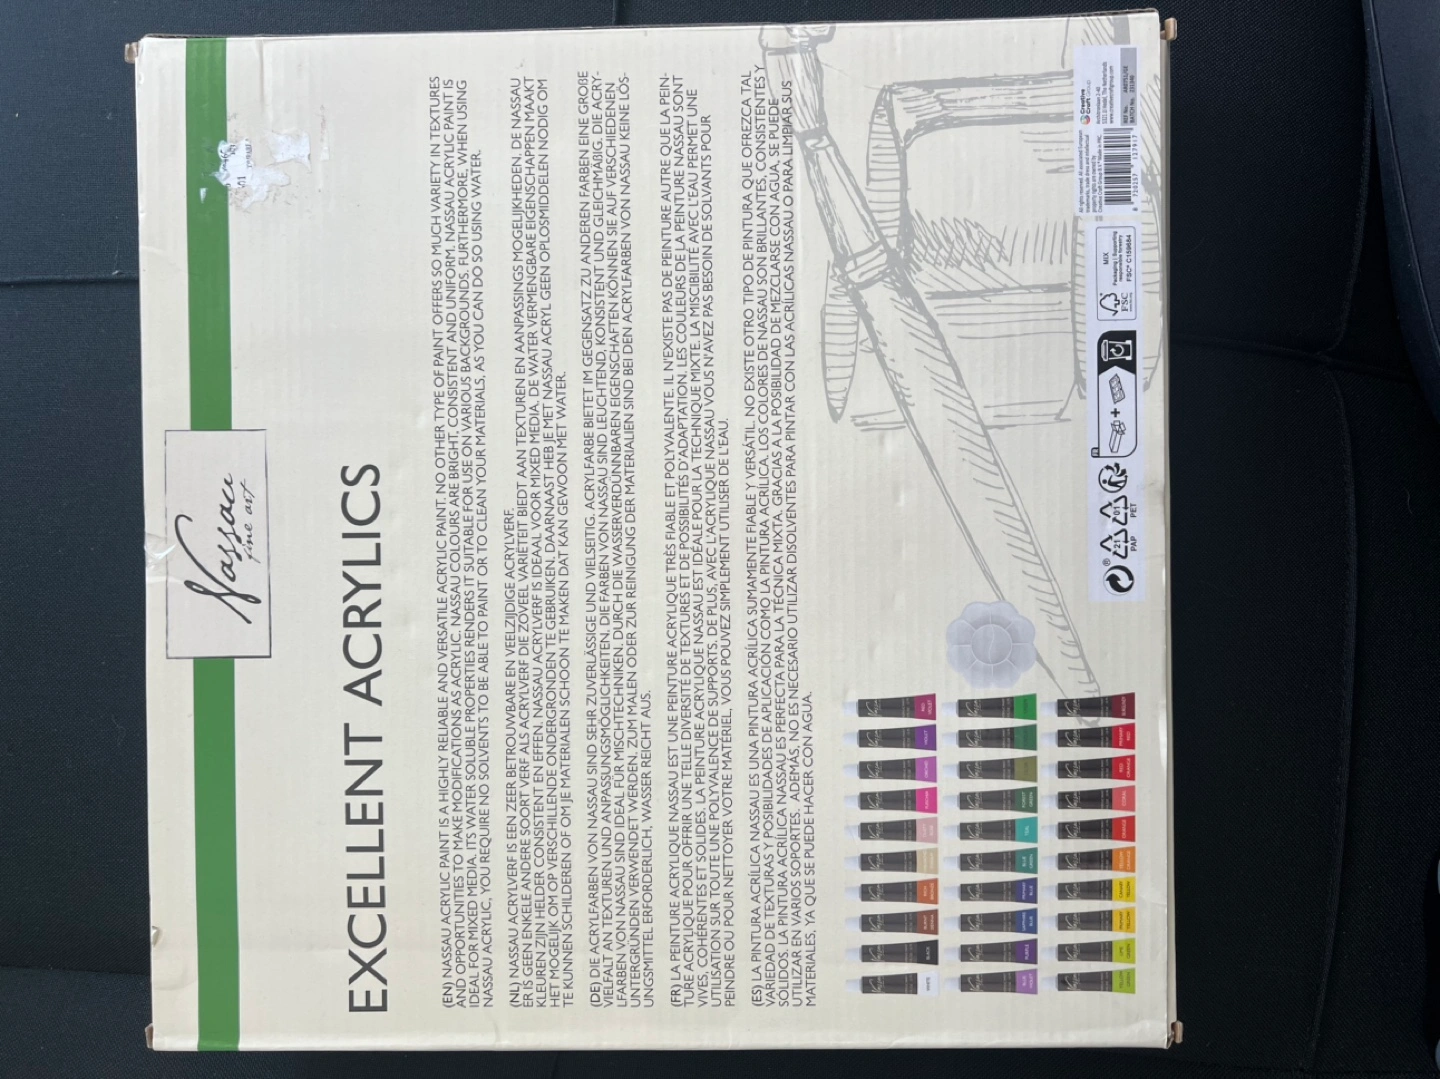 Nassau
fine art
EXCELLENT ACRYLICS
(EN) NASSAU ACRYLIC PAINT IS A HIGHLY RELIABLE AND VERSATILE ACRYLIC PAINT. NO OTHER TYPE OF PAINT OFFERS SO MUCH VARIETY IN TEXTURES
AND OPPORTUNITIES TO MAKE MODIFICATIONS AS ACRYLIC. NASSAU COLOURS ARE BRIGHT, CONSISTENT AND UNIFORM. NASSAU ACRYLIC PAINT IS
IDEAL FOR MIXED MEDIA. ITS WATER SOLUBLE PROPERTIES RENDERS IT SUITABLE FOR USE ON VARIOUS BACKGROUNDS. FURTHERMORE, WHEN USING
NASSAU ACRYLIC, YOU REQUIRE NO SOLVENTS TO BE ABLE TO PAINT OR TO CLEAN YOUR MATERIALS, AS YOU CAN DO SO USING WATER.
(NL) NASSAU ACRYLVERF IS EEN ZEER BETROUWBARE EN VEELZIJDIGE ACRYLVERF.
ER IS GEEN ENKELE ANDERE SOORT VERF ALS ACRYLVERF DIE ZOVEEL VARIËTEIT BIEDT AAN TEXTUREN EN AANPASSINGS MOGELIJKHEDEN. DE NASSAU
KLEUREN ZIJN HELDER CONSISTENT EN EFFEN. NASSAU ACRYLVERF IS IDEAAL VOOR MIXED MEDIA. DE WATER VERMENGBARE EIGENSCHAPPEN MAAKT
HET MOGELIJK OM OP VERSCHILLENDE ONDERGRONDEN TE GEBRUIKEN. DAARNAAST HEB JE MET NASSAU ACRYL GEEN OPLOSMIDDELEN NODIG OM
TE KUNNEN SCHILDEREN OF OM JE MATERIALEN SCHOON TE MAKEN DAT KAN GEWOON MET WATER.
(DE) DIE ACRYLFARBEN VON NASSAU SIND SEHR ZUVERLÄSSIGE UND VIELSEITIG. ACRYLFARBE BIETET IM GEGENSATZ ZU ANDEREN FARBEN EINE GROßE
VIELFALT AN TEXTUREN UND ANPASSUNGSMÖGLICHKEITEN. DIE FARBEN VON NASSAU SIND LEUCHTEND, KONSISTENT UND GLEICHMÄßIG. DIE ACRY-
LFARBEN VON NASSAU SIND IDEAL FÜR MISCHTECHNIKEN. DURCH DIE WASSERVERDÜNNBAREN EIGENSCHAFTEN KÖNNEN SIE AUF VERSCHIEDENEN
UNTERGRÜNDEN VERWENDET WERDEN. ZUM MALEN ODER ZUR REINIGUNG DER MATERIALIEN SIND BEI DEN ACRYLFARBEN VON NASSAU KEINE LÖS-
UNGSMITTEL ERFORDERLICH, WASSER REICHT AUS.
(FR) LA PEINTURE ACRYLIQUE NASSAU EST UNE PEINTURE ACRYLIQUE TRÈS FIABLE ET POLYVALENTE. IL N'EXISTE PAS DE PEINTURE AUTRE QUE LA PEIN-
TURE ACRYLIQUE POUR OFFRIR UNE TELLE DIVERSITÉ DE TEXTURES ET DE POSSIBILITÉS D'ADAPTATION. LES COULEURS DE LA PEINTURE NASSAU SONT
VIVES, COHÉRENTES ET SOLIDES. LA PEINTURE ACRYLIQUE NASSAU EST IDÉALE POUR LA TECHNIQUE MIXTE. LA MISCIBILITÉ AVEC L'EAU PERMET UNE
UTILISATION SUR TOUTE UNE POLYVALENCE DE SUPPORTS. DE PLUS, AVEC L'ACRYLIQUE NASSAU VOUS N'AVEZ PAS BESOIN DE SOLVANTS POUR
PEINDRE OU POUR NETTOYER VOTRE MATÉRIEL, VOUS POUVEZ SIMPLEMENT UTILISER DE L'EAU.
(ES) LA PINTURA ACRÍLICA NASSAU ES UNA PINTURA ACRÍLICA SUMAMENTE FIABLE Y VERSÁTIL. NO EXISTE OTRO TIPO DE PINTURA QUE OFREZCA TAL
VARIEDAD DE TEXTURAS Y POSIBILIDADES DE APLICACIÓN COMO LA PINTURA ACRÍLICA. LOS COLORES DE NASSAU SON BRILLANTES, CONSISTENTES Y
SÓLIDOS. LA PINTURA ACRÍLICA NASSAU ES PERFECTA PARA LA TÉCNICA MIXTA. GRACIAS A LA POSIBILIDAD DE MEZCLARSE CON AGUA, SE PUEDE
UTILIZAR EN VARIOS SOPORTES. ADEMÁS, NO ES NECESARIO UTILIZAR DISOLVENTES PARA PINTAR CON LAS ACRÍLICAS NASSAU O PARA LIMPIAR SUS
MATERIALES, YA QUE SE PUEDE HACER CON AGUA.
WHITE
BLACK
VIOLET
PURPLE
TEAL
21
PAP
01
PET
FR
FSC
MIX
Packaging | Supporting
responsible forestry
FSC® C159684
Creative
Craft GROUP
8 710257 127917